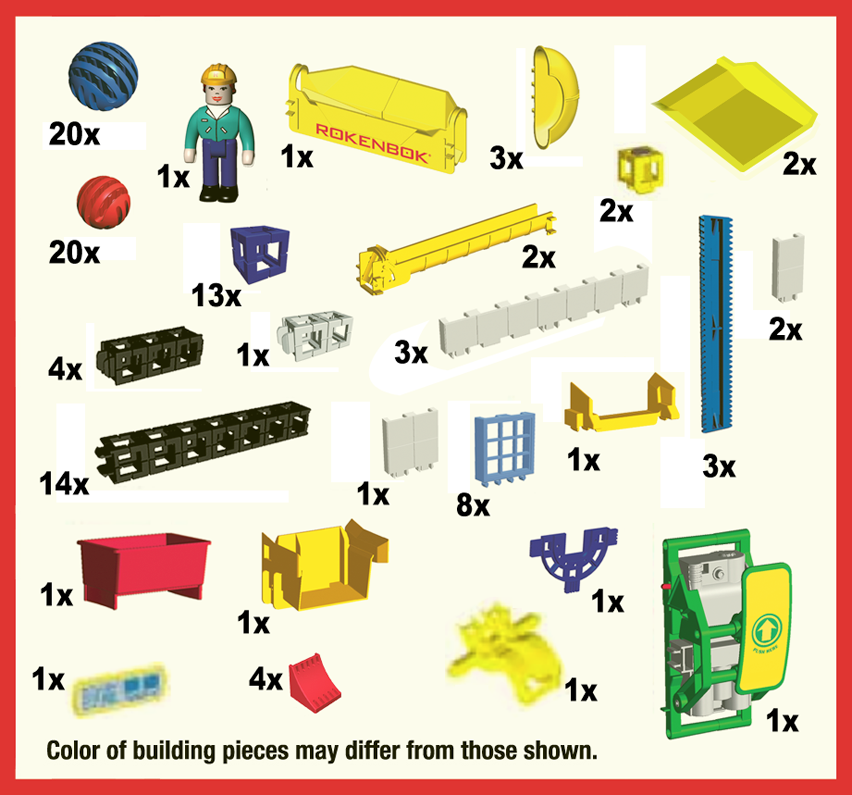 20x
1x
1x
ROKENBOK
3x
2x
2x
20x
13x
2x
2x
4x
1x
3x
14x
1x
8x
1x
3x
1x
1x
1x
PUSH HERE
1x
4x
1x
1x
Color of building pieces may differ from those shown.